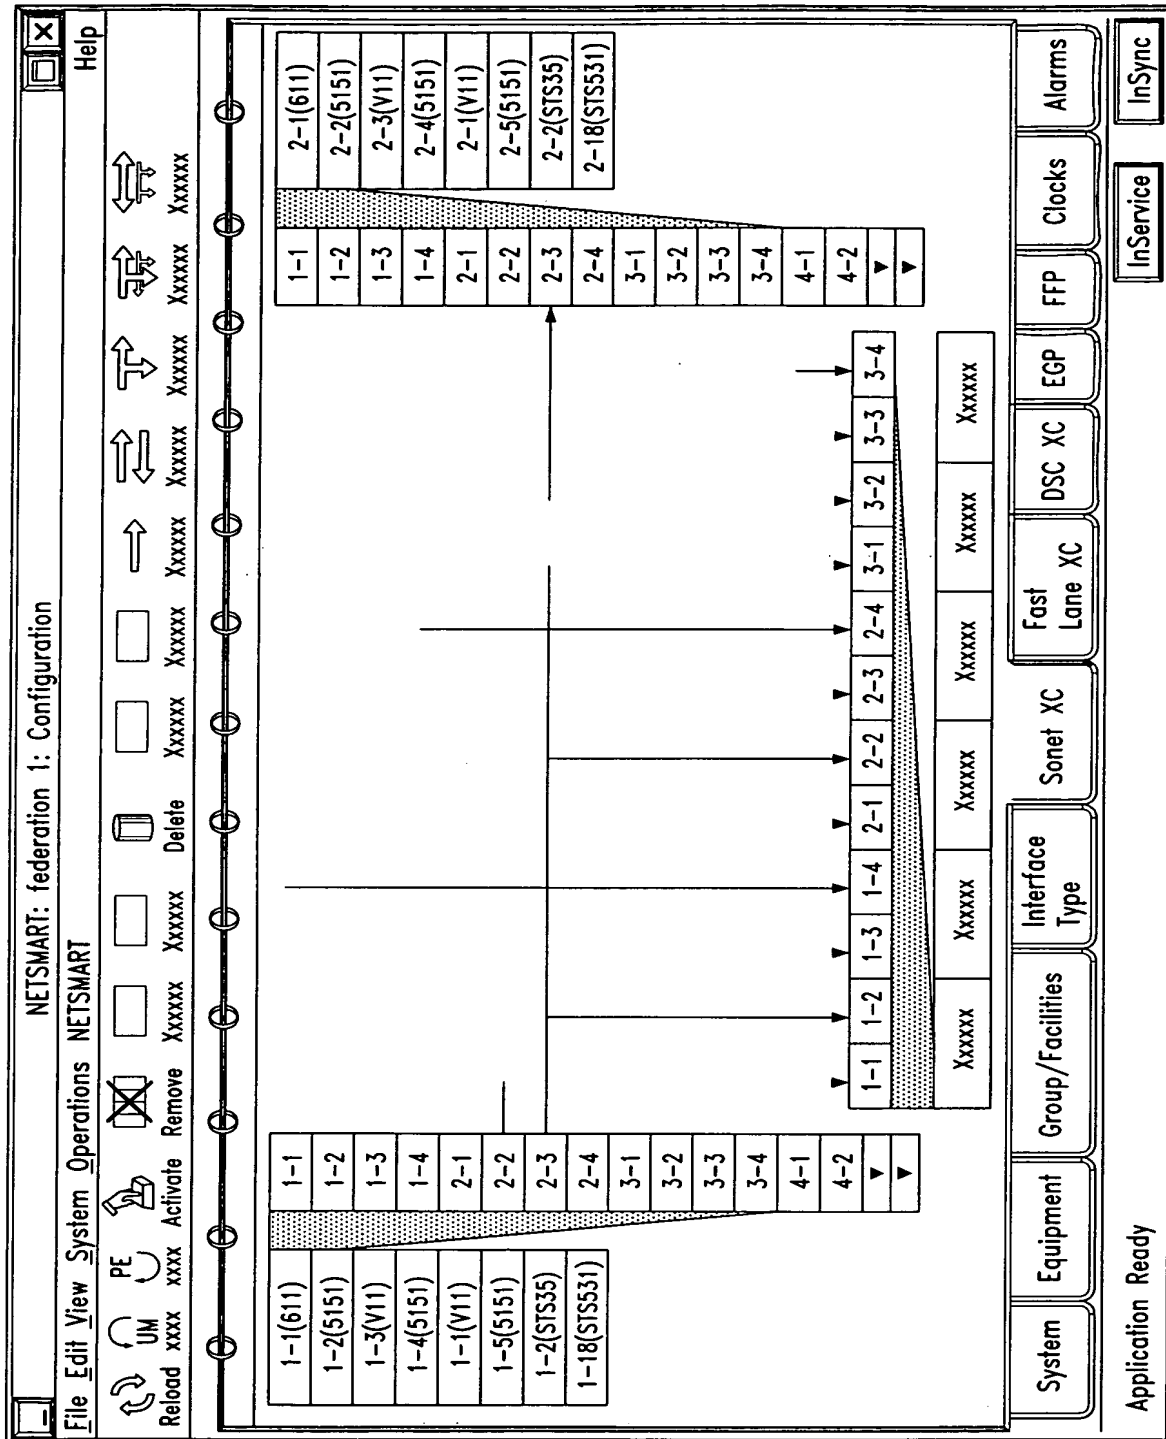 NETSMART: federation 1: Configuration
File Edit View System Operations NETSMART Help
UM PE
Reload xxxx xxxx Activate Remove Xxxxxx Xxxxx Delete Xxxxx Xxxxxx Xxxxx Xxxxxx Xxxxx Xxxxx Xxxxx
1-1(611)
1-2(5151)
1-3(V11)
1-4(5151)
1-1(V11)
1-5(5151)
1-2(STS35)
1-18(STS531)
1-1
1-2
1-3
1-4
2-1
2-2
2-3
2-4
3-1
3-2
3-3
3-4
4-1
4-2
1-1
1-2
1-3
1-4
2-1
2-2
2-3
2-4
3-1
3-2
3-3
3-4
4-1
4-2
2-1(611)
2-2(5151)
2-3(V11)
2-4(5151)
2-1(V11)
2-5(5151)
2-2(STS35)
2-18(STS531)
1-1 1-2 1-3 1-4 2-1 2-2 2-3 2-4 3-1 3-2 3-3 3-4
Xxxxxx Xxxxxx Xxxxxx Xxxxxx Xxxxxx Xxxxxx
System
Equipment
Group/Facilities
Interface
Type
Sonet XC
Fast
Lane XC
DSC XC
EGP
FFP
Clocks
Alarms
Application Ready InService InSync